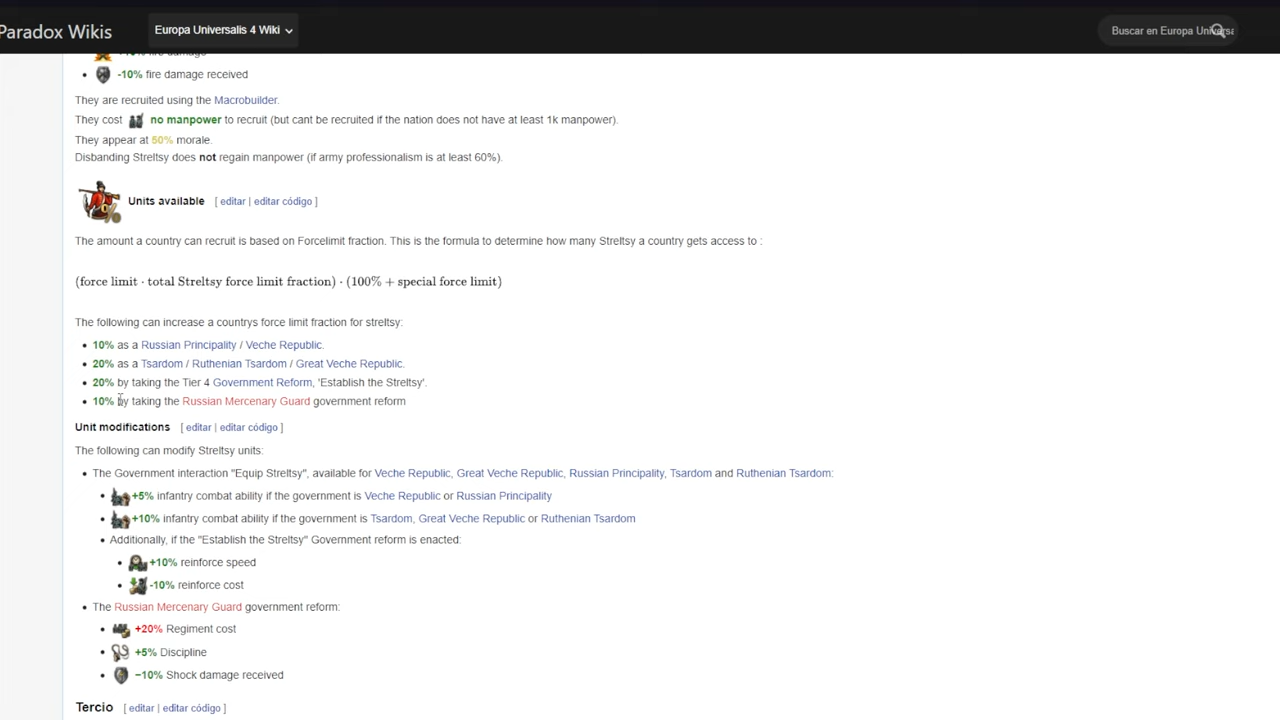 Paradox Wikis
Europa Universalis 4 Wiki
Buscar en Europa Universa
-10% fire damage received
They are recruited using the Macrobuilder.
They cost no manpower to recruit (but cant be recruited if the nation does not have at least 1k manpower).
They appear at 50% morale.
Disbanding Streltsy does not regain manpower (if army professionalism is at least 60%).
Units available [ editar | editar código ]
The amount a country can recruit is based on Forcelimit fraction. This is the formula to determine how many Streltsy a country gets access to :
(force limit · total Streltsy force limit fraction) · (100% + special force limit)
The following can increase a countrys force limit fraction for streltsy:
10% as a Russian Principality / Veche Republic.
20% as a Tsardom / Ruthenian Tsardom / Great Veche Republic.
20% by taking the Tier 4 Government Reform, 'Establish the Streltsy'.
10% by taking the Russian Mercenary Guard government reform
Unit modifications [ editar | editar código ]
The following can modify Streltsy units:
The Government interaction "Equip Streltsy", available for Veche Republic, Great Veche Republic, Russian Principality, Tsardom and Ruthenian Tsardom:
+5% infantry combat ability if the government is Veche Republic or Russian Principality
+10% infantry combat ability if the government is Tsardom, Great Veche Republic or Ruthenian Tsardom
Additionally, if the "Establish the Streltsy" Government reform is enacted:
+10% reinforce speed
-10% reinforce cost
The Russian Mercenary Guard government reform:
+20% Regiment cost
+5% Discipline
−10% Shock damage received
Tercio [ editar | editar código ]